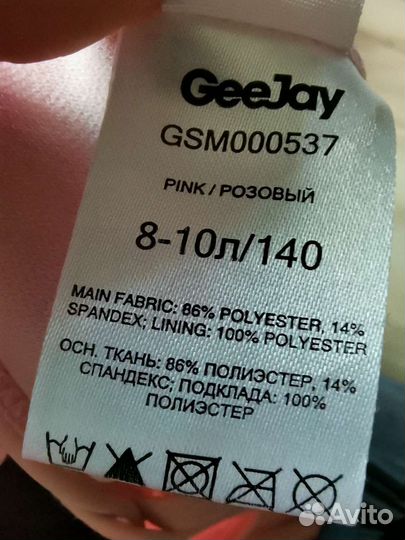 GeeJay
GSM000537
PINK / РОЗОВЫЙ
8-10л/140
MAIN FABRIC: 86% POLYESTER, 14%
SPANDEX; LINING: 100% POLYESTER
ОСН. ТКАНЬ: 86% ПОЛИЭСТЕР, 14%
СПАНДЕКС; ПОДКЛАДА: 100%
ПОЛИЭСТЕР
Avito